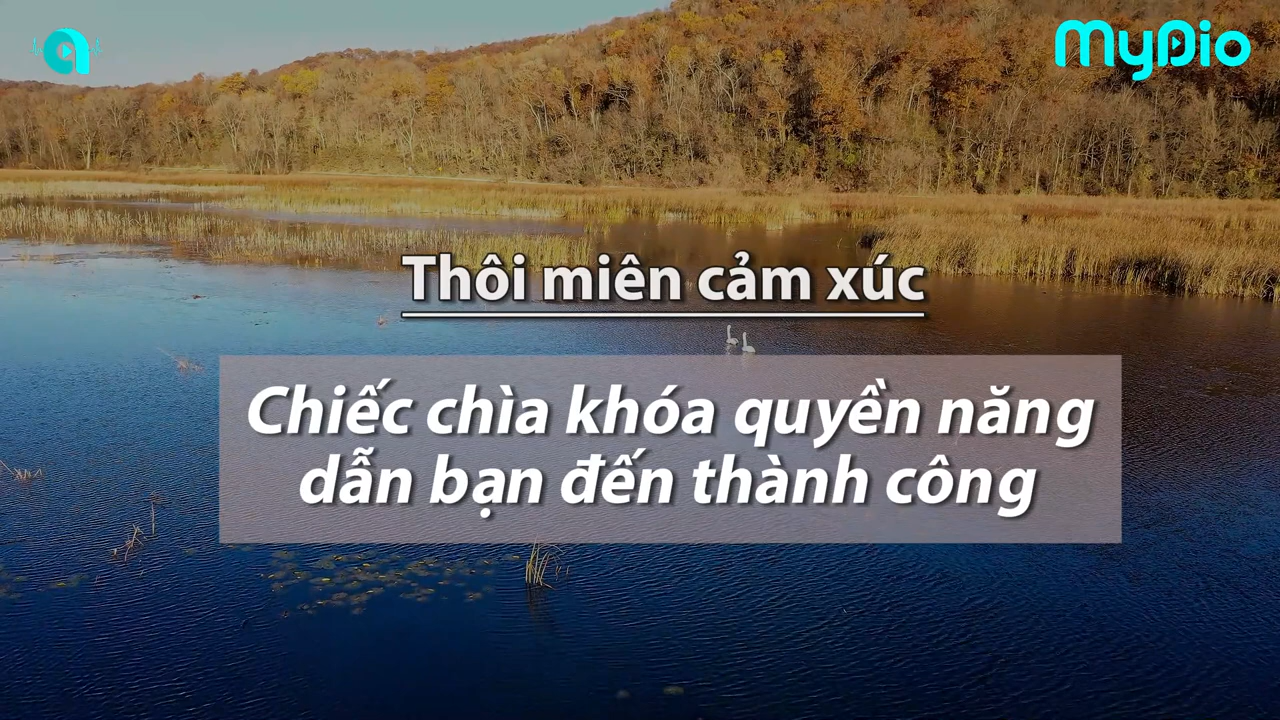 MyDio
Thôi miên cảm xúc
Chiếc chìa khóa quyền năng
dẫn bạn đến thành công